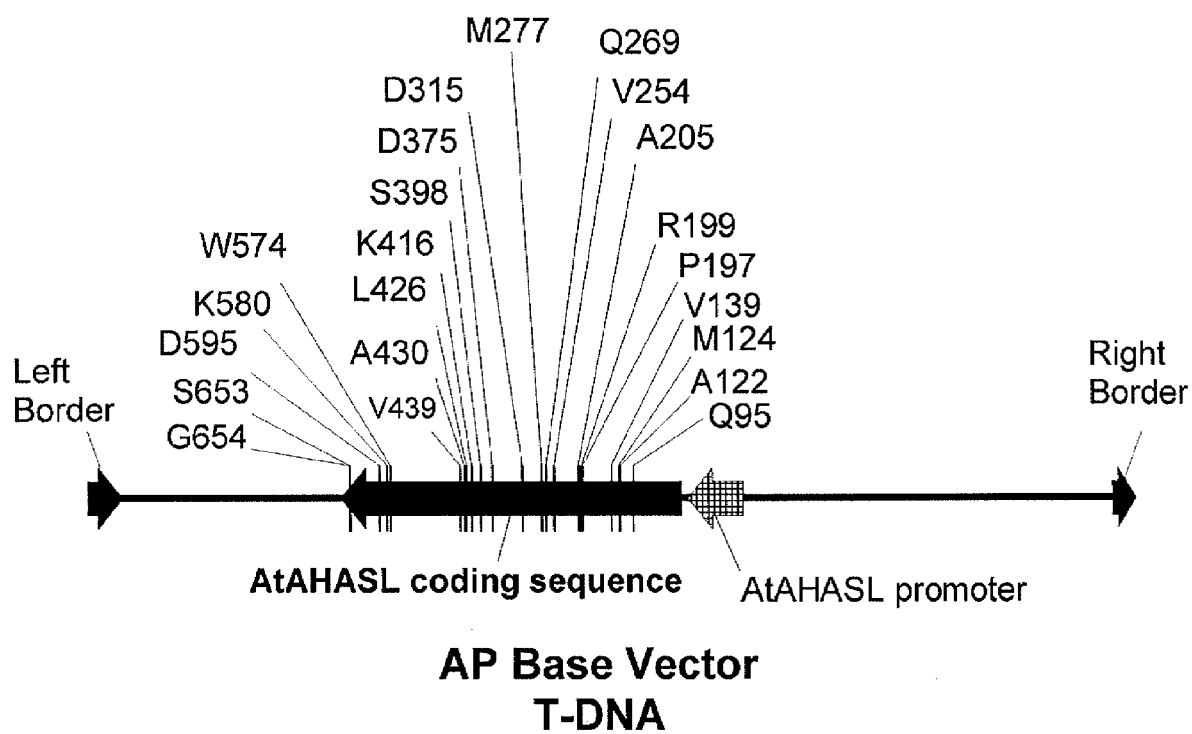 M277
Q269
D315
V254
D375
A205
S398
R199
W574
K416
P197
L426
K580
V139
D595
A430
M124
Left
Border
Right
Border
S653
V439
A122
G654
Q95
AtAHASL coding sequence
AtAHASL promoter
AP Base Vector
T-DNA